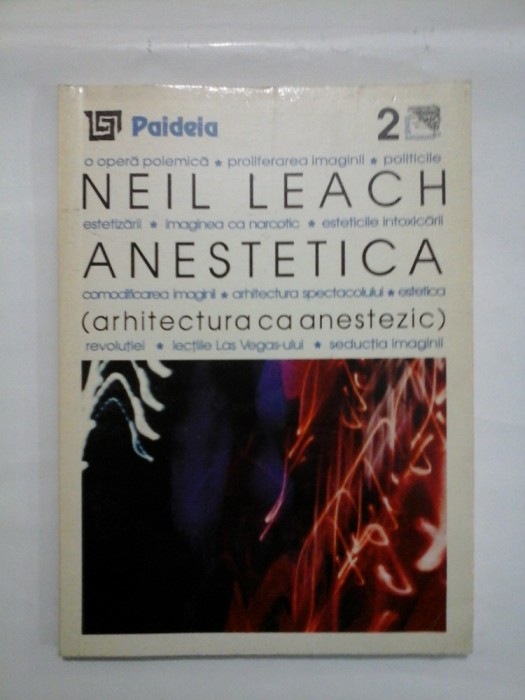 Paideia 2
o operă polemică * proliferarea imaginii * politicile
NEIL LEACH
estetizării * imaginea ca narcotic * esteticile intoxicării
ANESTETICA
comodificarea imaginii * arhitectura spectacolului * estetica
(arhitectura ca anestezic)
revoluției * lecțiile Las Vegas-ului * seducția imaginii